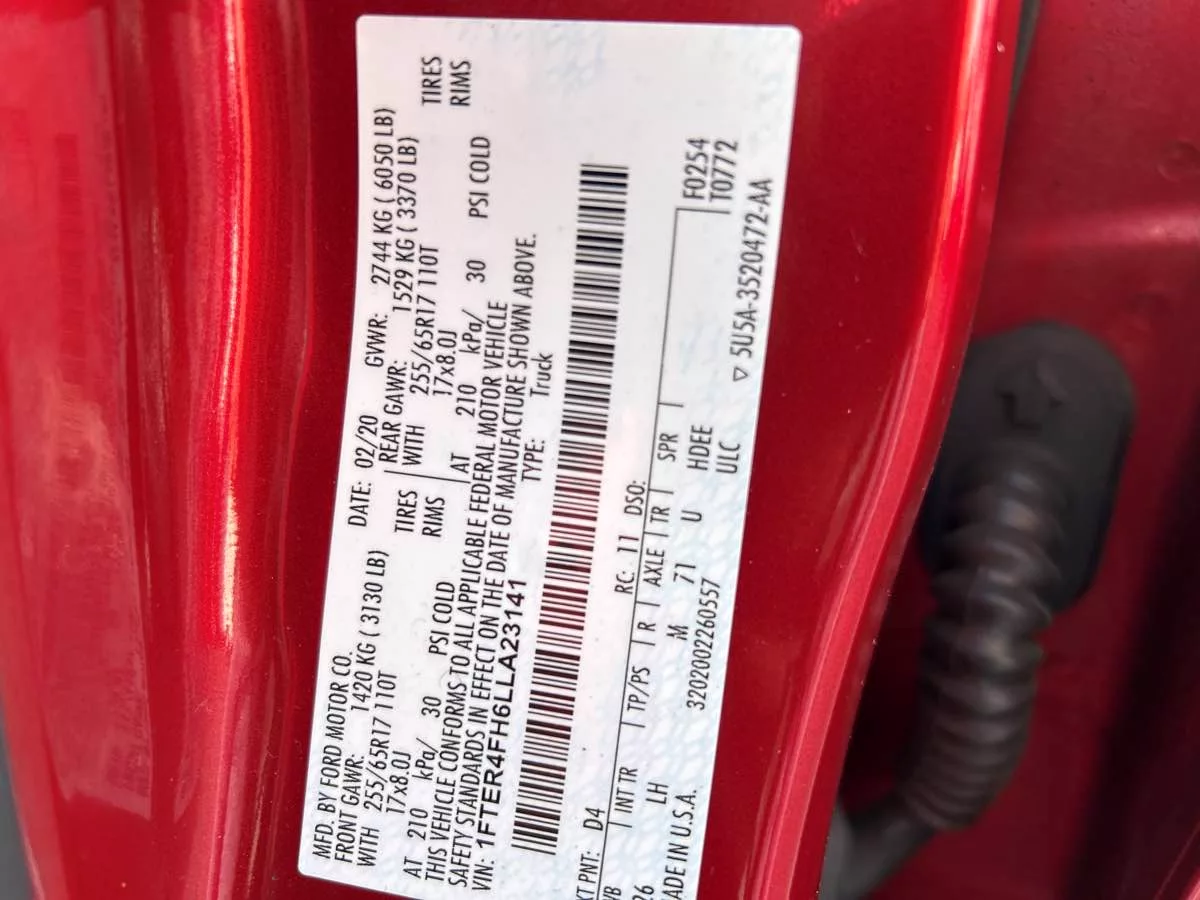 MFD. BY FORD MOTOR CO. DATE: 02/20 GVWR: 2744 KG ( 6050 LB)
FRONT GAWR: 1420 KG ( 3130 LB) REAR GAWR: 1529 KG ( 3370 LB)
WITH 255/65R17 110T TIRES WITH 255/65R17 110T TIRES
17x8.0J RIMS 17x8.0J RIMS
AT 210 kPa/ 30 PSI COLD AT 210 kPa/ 30 PSI COLD
THIS VEHICLE CONFORMS TO ALL APPLICABLE FEDERAL MOTOR VEHICLE
SAFETY STANDARDS IN EFFECT ON THE DATE OF MANUFACTURE SHOWN ABOVE.
VIN: 1FTER4FH6LLA23141 TYPE: Truck
PNT: D4 RC: 11 DSO:
INT TR TP/PS R AXLE TR SPR F0254
26 LH M 71 U HDEE T0772
ULC
MADE IN U.S.A. 3202002260557 ▽ 5U5A-3520472-AA